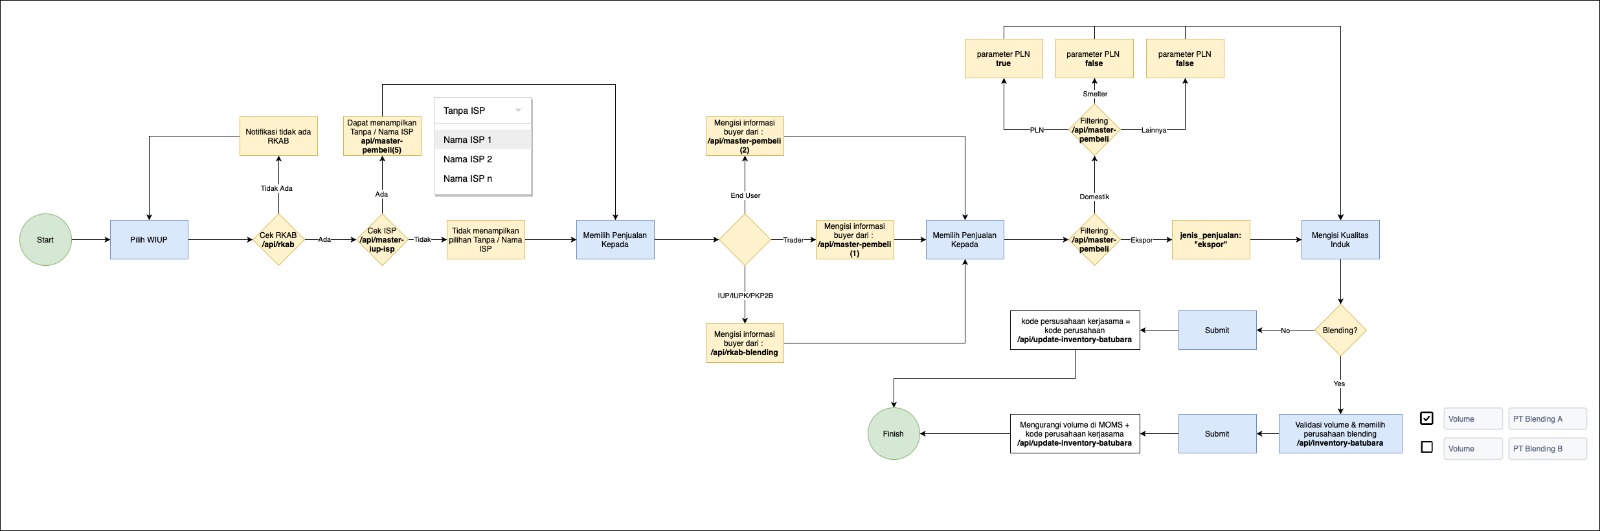 Start
Pilih WIUP
Notifikasi tidak ada
RKAB
Tidak Ada
Cek RKAB
/api/rkab
Ada
Dapat menampilkan
Tanpa / Nama ISP
api/master-
pembeli(5)
Ada
Cek ISP
/api/master-
iup-isp
Tidak
Tanpa ISP
Nama ISP 1
Nama ISP 2
Nama ISP n
Tidak menampilkan
pilihan Tanpa / Nama
ISP
Memilih Penjualan
Kepada
Mengisi informasi
buyer dari :
/api/master-pembeli
(2)
End User
Trader
Mengisi informasi
buyer dari :
/api/master-pembeli
(1)
IUP/IUPK/PKP2B
Mengisi informasi
buyer dari :
/api/rkab-blending
Memilih Penjualan
Kepada
parameter PLN
true
parameter PLN
false
parameter PLN
false
Smelter
PLN
Filtering
/api/master-
pembeli
Lainnya
Domestik
Filtering
/api/master-
pembeli
Ekspor
jenis_penjualan:
"ekspor"
Mengisi Kualitas
Induk
Blending?
No
Submit
kode persusahaan kerjasama =
kode perusahaan
/api/update-inventory-batubara
Yes
Validasi volume & memilih
perusahaan blending
/api/inventory-batubara
Submit
Mengurangi volume di MOMS +
kode perusahaan kerjasama
/api/update-inventory-batubara
Finish
Volume
PT Blending A
Volume
PT Blending B